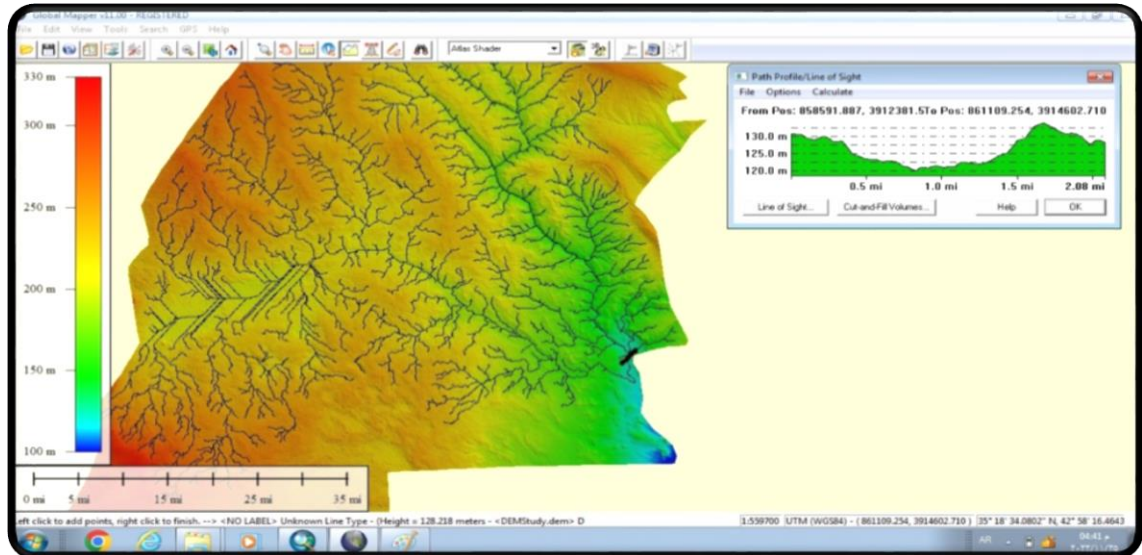 Global Mapper v11.00 - REGISTERED
File Edit View Tools Search GPS Help
Atlas Shader
330 m
300 m
250 m
200 m
150 m
100 m
0 mi 5 mi 15 mi 25 mi 35 mi
Path Profile/Line of Sight
File Options Calculate
From Pos: 858591.887, 3912381.5To Pos: 861109.254, 3914602.710
130.0 m
125.0 m
120.0 m
0.5 mi 1.0 mi 1.5 mi 2.08 mi
Line of Sight... Cut-and-Fill Volumes... Help OK
Left click to add points, right click to finish. --> <NO LABEL> Unknown Line Type - (Height = 128.218 meters - <DEMStudy.dem> D
1:559700 UTM (WGS84) - ( 861109.254, 3914602.710 ) 35° 18' 34.0802" N, 42° 58' 16.4643
AR
04:41 م